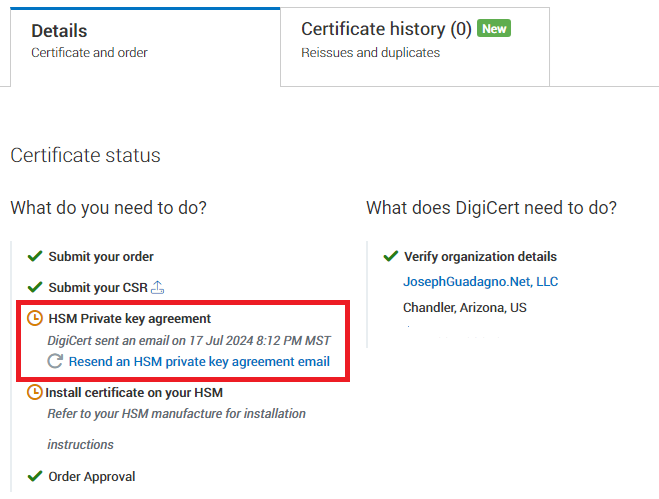 Details
Certificate and order
Certificate history (0) New
Reissues and duplicates
Certificate status
What do you need to do?
Submit your order
Submit your CSR
HSM Private key agreement
DigiCert sent an email on 17 Jul 2024 8:12 PM MST
Resend an HSM private key agreement email
Install certificate on your HSM
Refer to your HSM manufacture for installation
instructions
Order Approval
What does DigiCert need to do?
Verify organization details
JosephGuadagno.Net, LLC
Chandler, Arizona, US